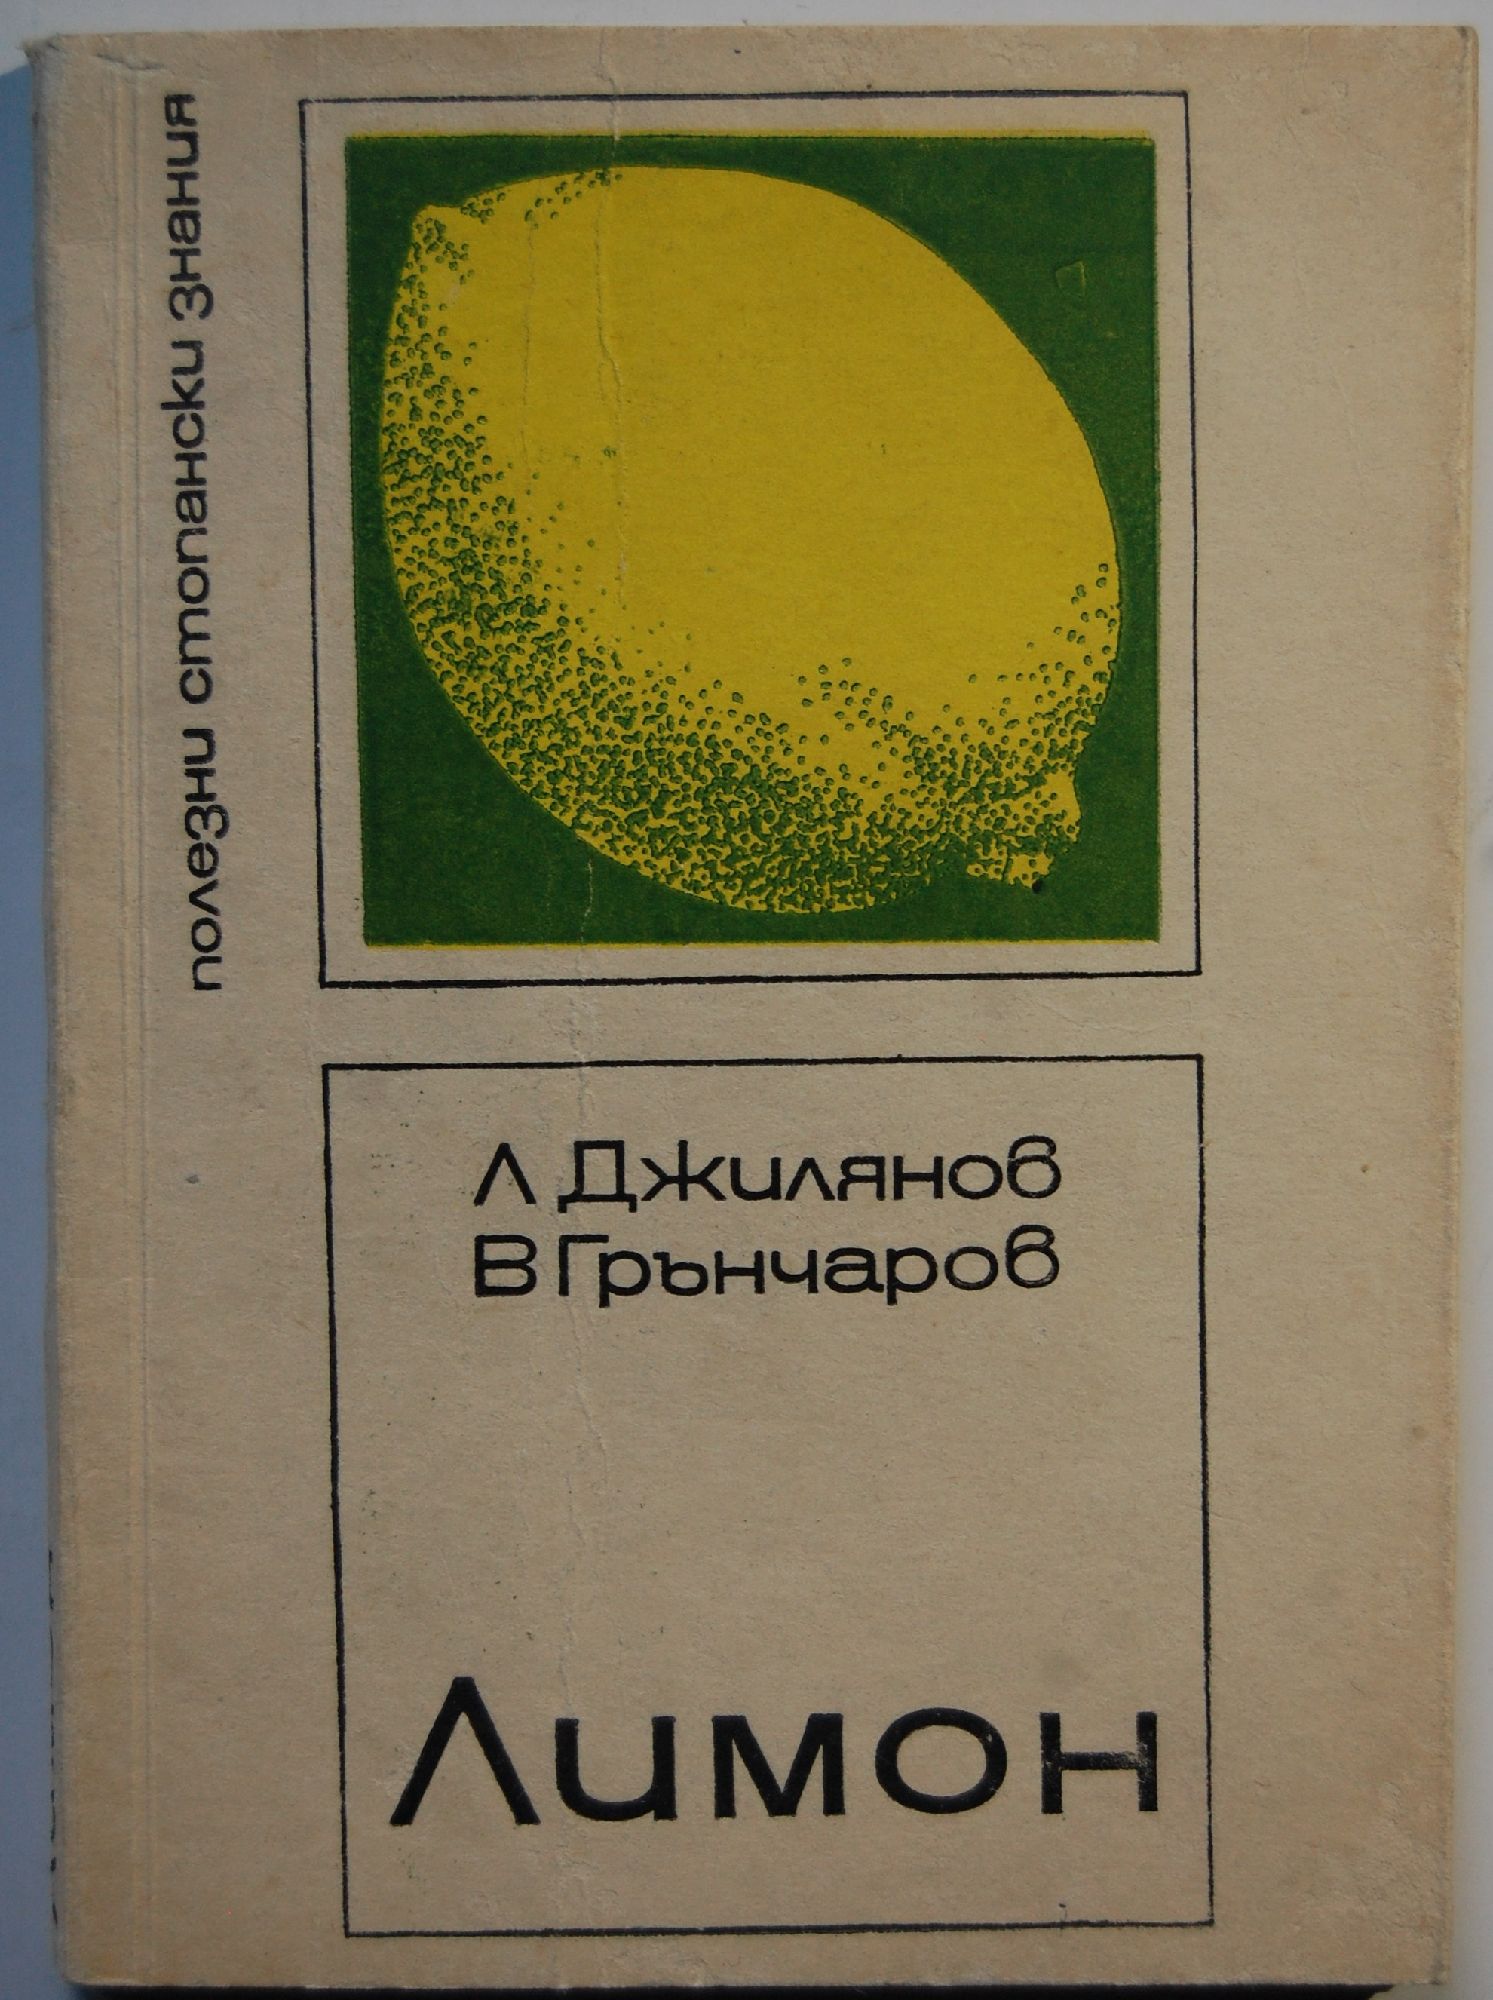 полезни стопански знания
Л Джилянов
В Грънчаров
Лимон